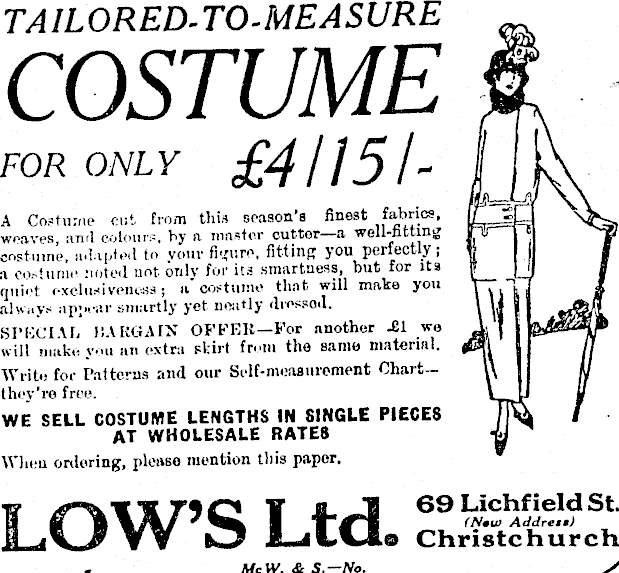 TAILORED-TO-MEASURE
COSTUME
FOR ONLY £4/15/-
A Costume cut from this season's finest fabrics,
weaves, and colours, by a master cutter—a well-fitting
costume, adapted to your figure, fitting you perfectly;
a costume noted not only for its smartness, but for its
quiet exclusiveness; a costume that will make you
always appear smartly yet neatly dressed.
SPECIAL BARGAIN OFFER—For another £1 we
will make you an extra skirt from the same material.
Write for Patterns and our Self-measurement Chart—
they're free.
WE SELL COSTUME LENGTHS IN SINGLE PIECES
AT WHOLESALE RATES
When ordering, please mention this paper.
LOW'S Ltd.
69 Lichfield St.
(New Address)
Christchurch
McW. & S.—No.